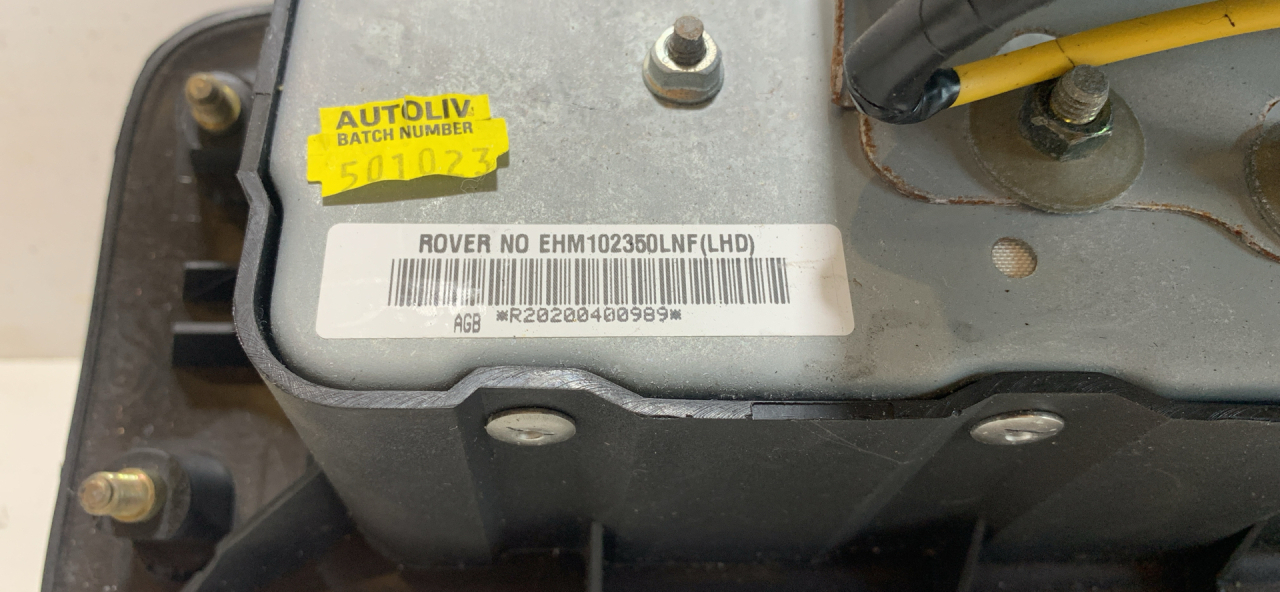 AUTOLIV
BATCH NUMBER
501023
ROVER NO EHM102350LNF(LHD)
AGB *R20200400989*